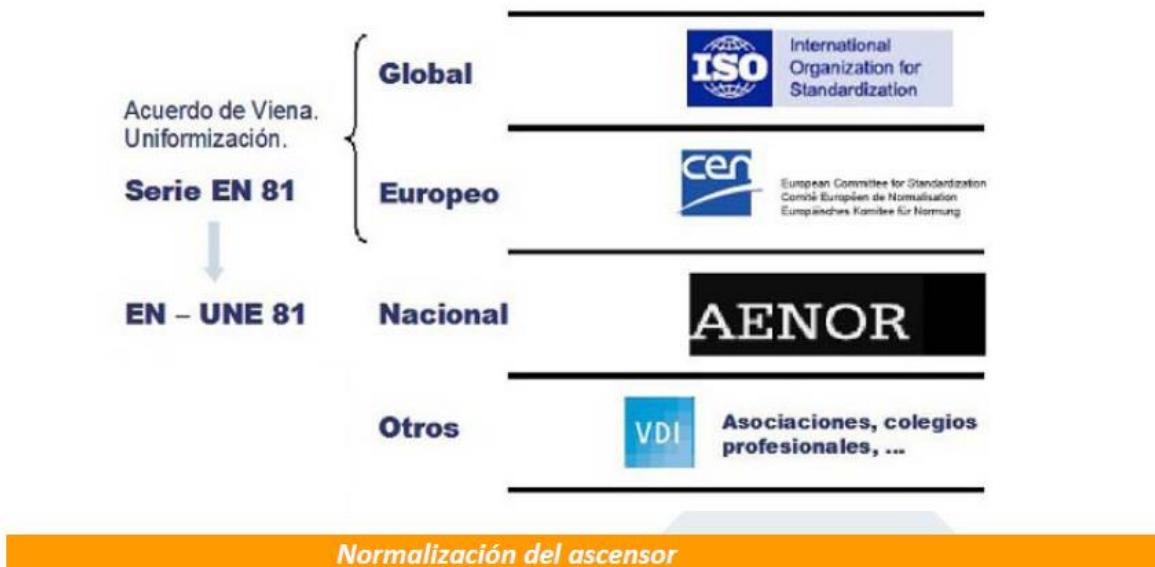 Global
ISO
International
Organization for
Standardization
Acuerdo de Viena.
Uniformización.
Serie EN 81
Europeo
cen
European Committee for Standardization
Comité Européen de Normalisation
Europäisches Komitee für Normung
EN – UNE 81
Nacional
AENOR
Otros
VDI
Asociaciones, colegios
profesionales, ...
Normalización del ascensor